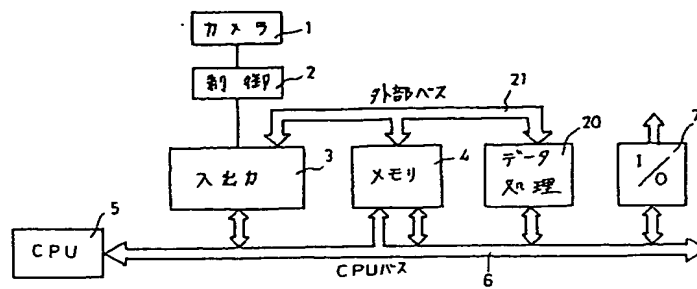 カメラ
1
制御
2
外部バス
21
入出力
3
メモリ
4
データ
処理
20
I/O
7
CPU
5
CPUバス
6